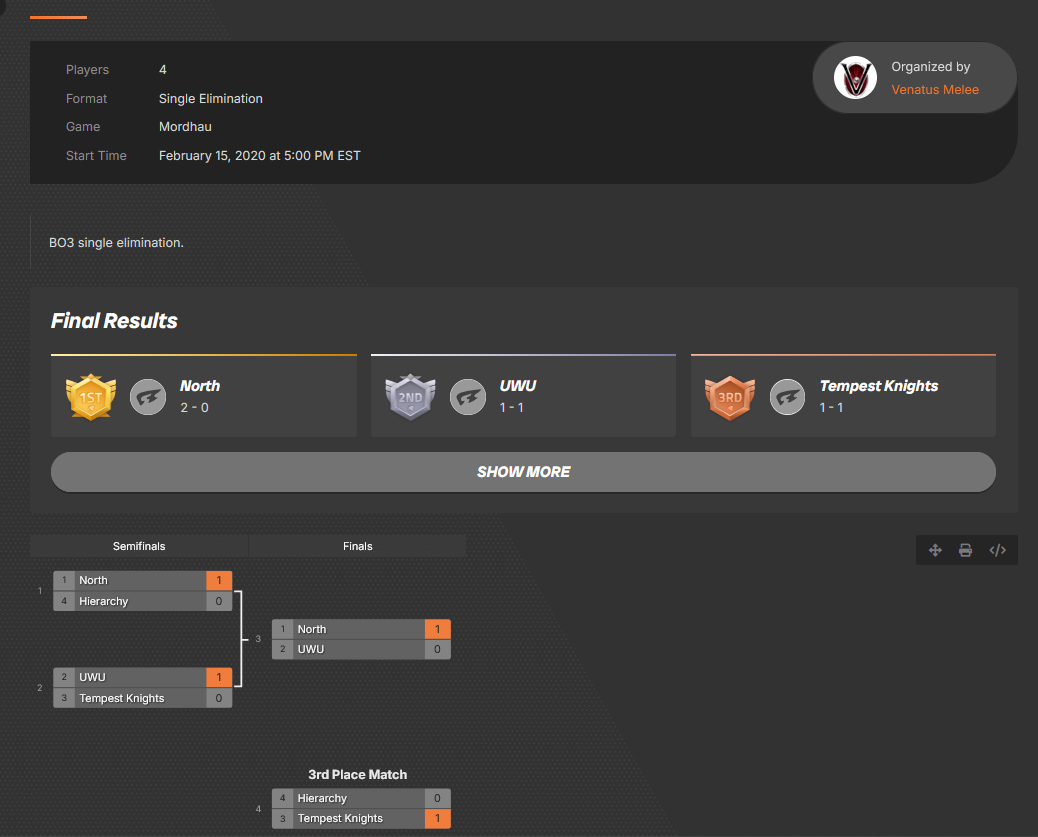 Players 4
Format Single Elimination
Game Mordhau
Start Time February 15, 2020 at 5:00 PM EST
Organized by
Venatus Melee
BO3 single elimination.
Final Results
1ST North
2 - 0
2ND UWU
1 - 1
3RD Tempest Knights
1 - 1
SHOW MORE
Semifinals Finals
1
1 North 1
4 Hierarchy 0
3
1 North 1
2 UWU 0
2
2 UWU 1
3 Tempest Knights 0
3rd Place Match
4
4 Hierarchy 0
3 Tempest Knights 1